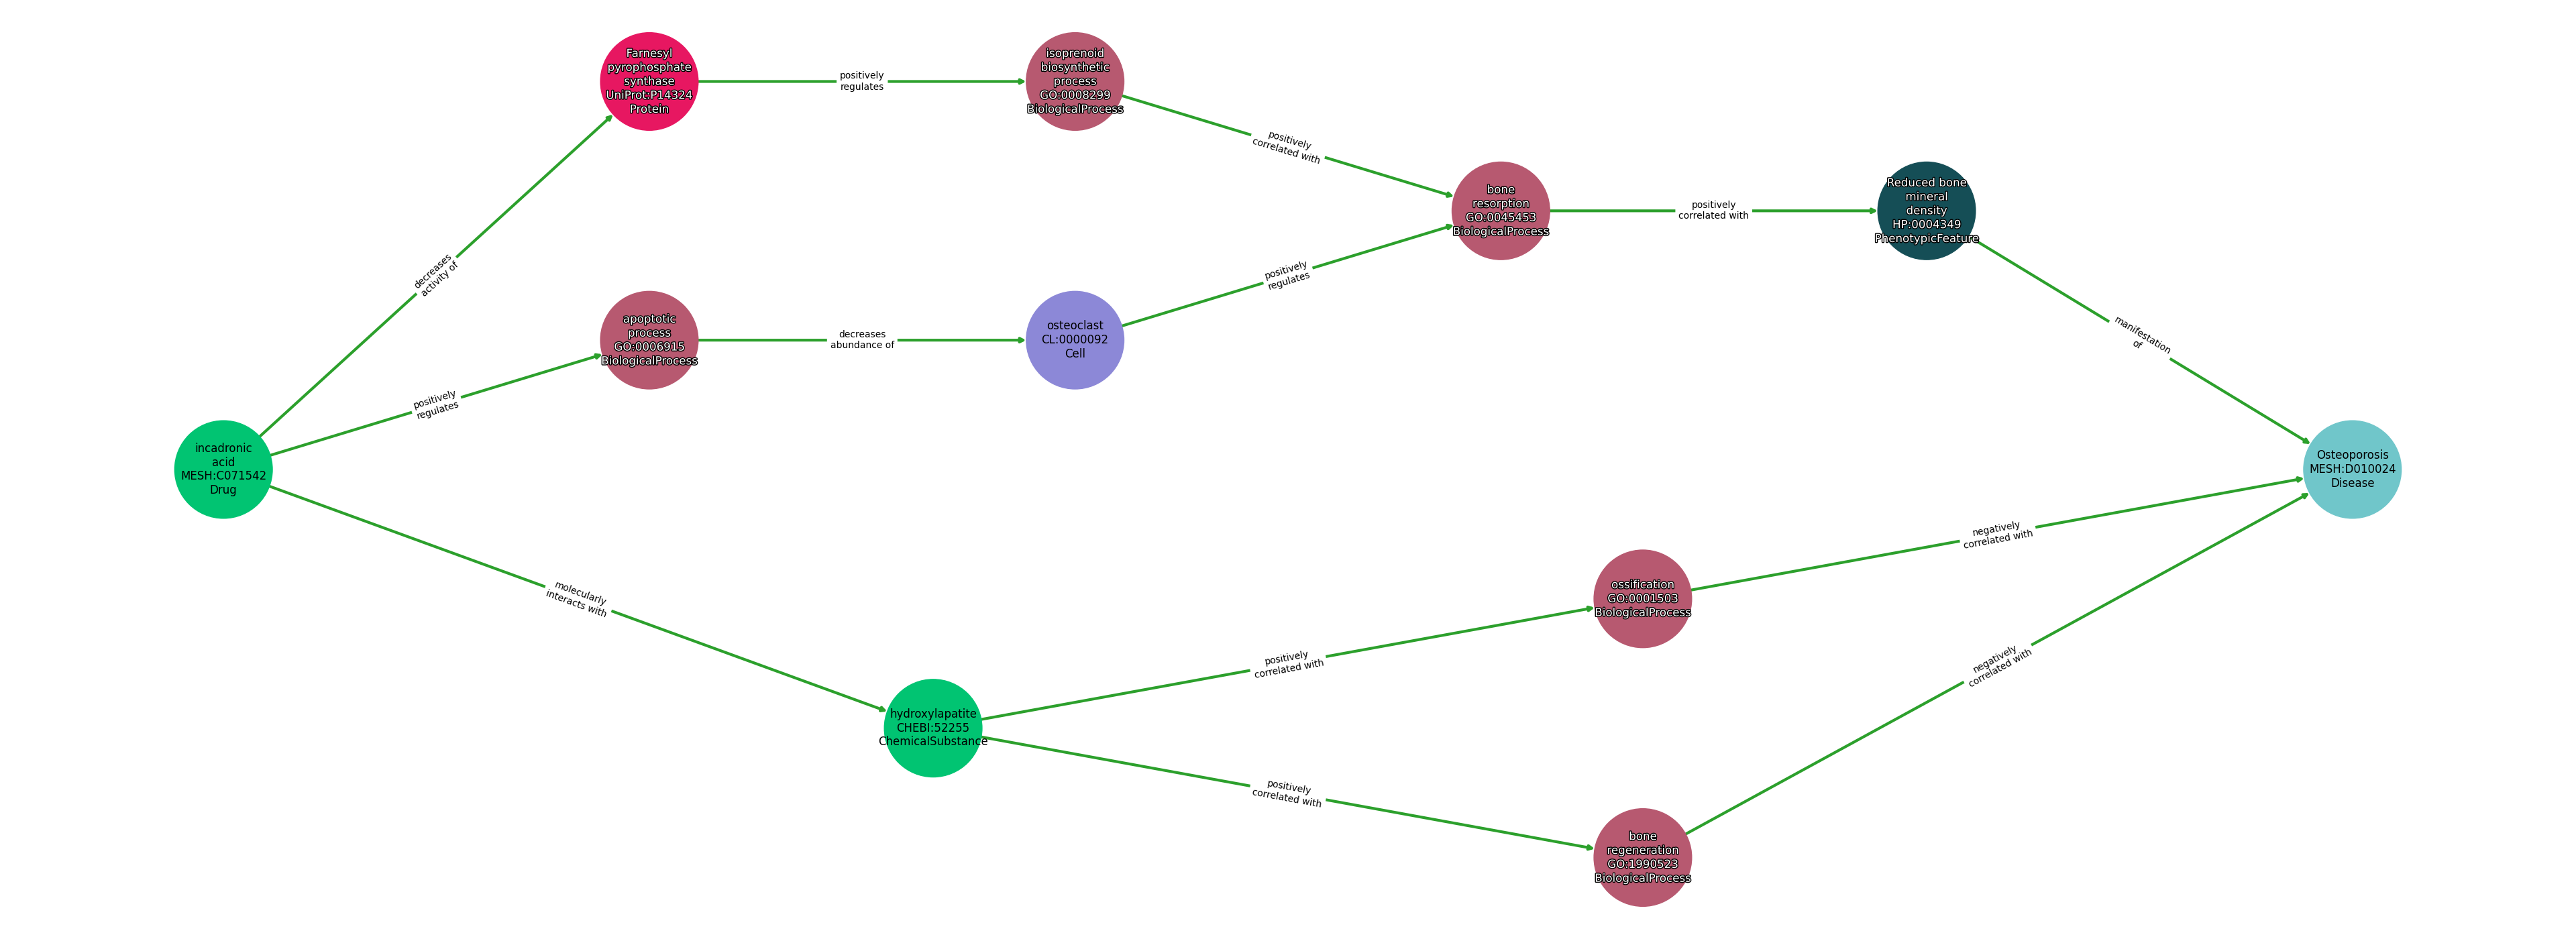 Farnesyl
pyrophosphate
synthase
UniProt:P14324
Protein
positively
regulates
isoprenoid
biosynthetic
process
GO:0008299
BiologicalProcess
positively
correlated with
bone
resorption
GO:0045453
BiologicalProcess
positively
correlated with
Reduced bone
mineral
density
HP:0004349
PhenotypicFeature
decreases
activity of
apoptotic
process
GO:0006915
BiologicalProcess
decreases
abundance of
osteoclast
CL:0000092
Cell
positively
regulates
manifestation
of
positively
regulates
incadronic
acid
MESH:C071542
Drug
Osteoporosis
MESH:D010024
Disease
molecularly
interacts with
ossification
GO:0001503
BiologicalProcess
negatively
correlated with
positively
correlated with
negatively
correlated with
hydroxylapatite
CHEBI:52255
ChemicalSubstance
positively
correlated with
bone
regeneration
GO:1990523
BiologicalProcess